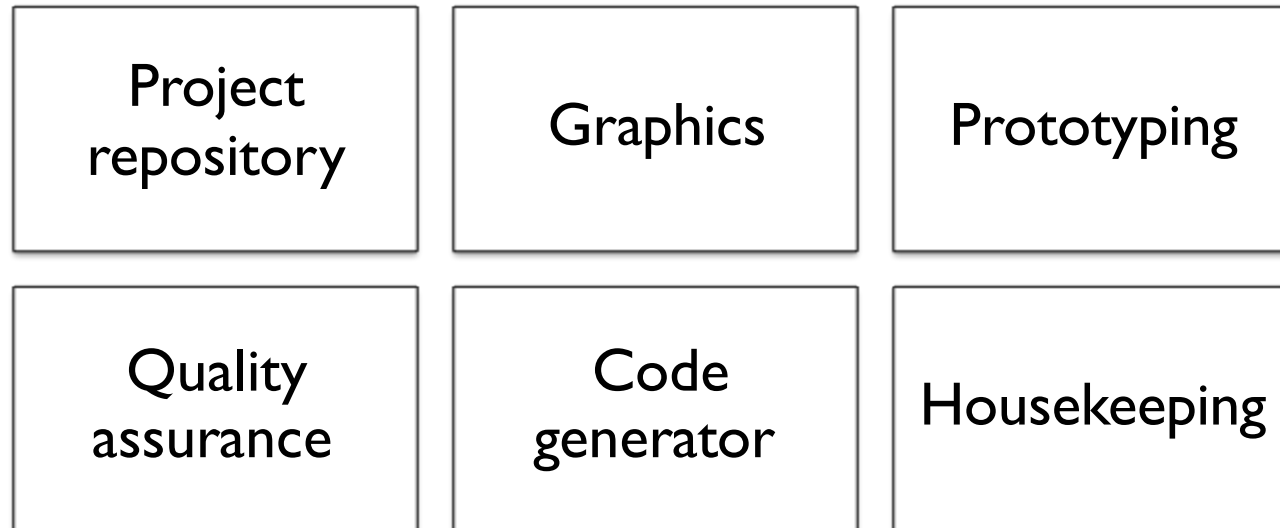 Project
repository
Graphics
Prototyping
Quality
assurance
Code
generator
Housekeeping